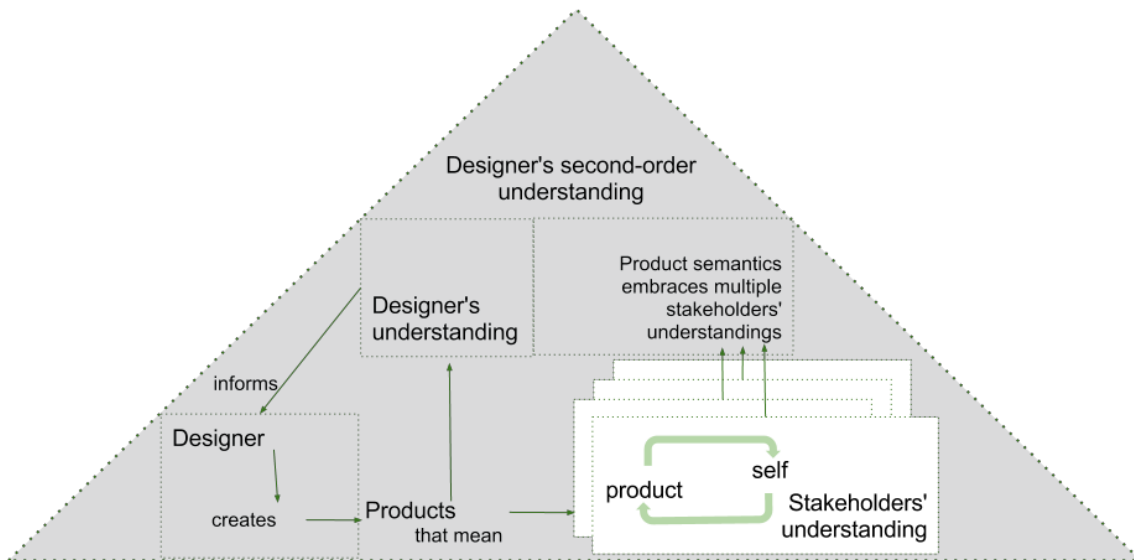 Designer's second-order
understanding
Product semantics
embraces multiple
stakeholders'
understandings
Designer's
understanding
informs
Designer
creates
Products
that mean
product
self
Stakeholders'
understanding